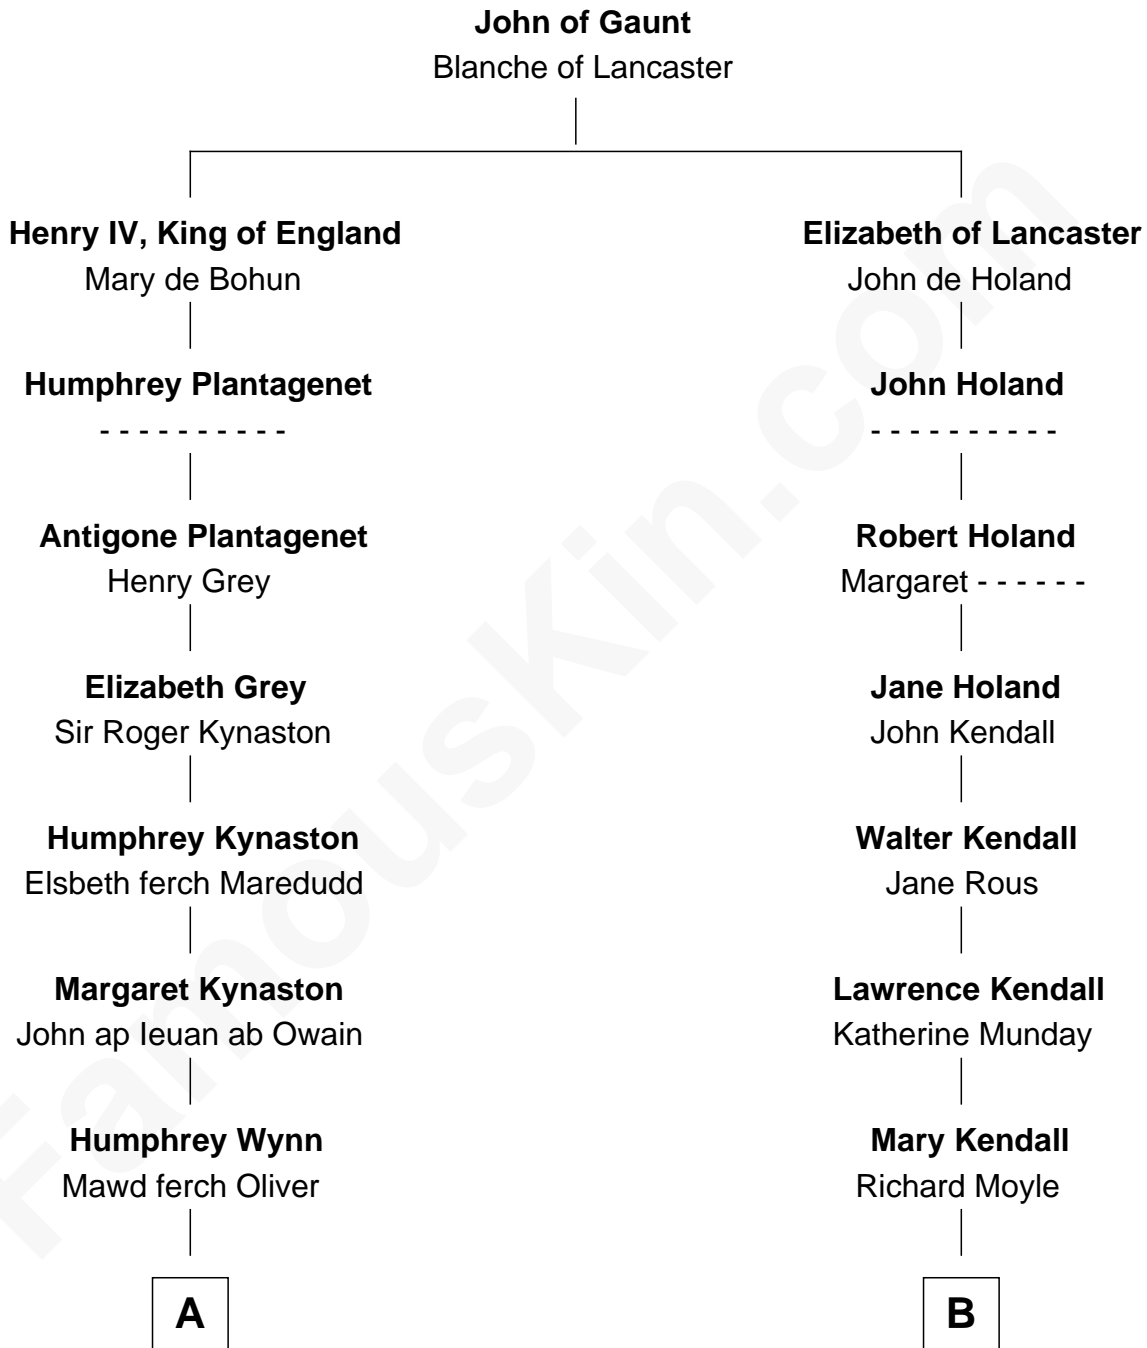 John of Gaunt
Blanche of Lancaster
Henry IV, King of England
Mary de Bohun
Elizabeth of Lancaster
John de Holand
Humphrey Plantagenet
- - - - - - - - - -
John Holand
- - - - - - - - - -
Antigone Plantagenet
Henry Grey
Robert Holand
Margaret - - - - - -
Elizabeth Grey
Sir Roger Kynaston
Jane Holand
John Kendall
Humphrey Kynaston
Elsbeth ferch Maredudd
Walter Kendall
Jane Rous
Margaret Kynaston
John ap Ieuan ab Owain
Lawrence Kendall
Katherine Munday
Humphrey Wynn
Mawd ferch Oliver
Mary Kendall
Richard Moyle
A
B
FamousKin.com